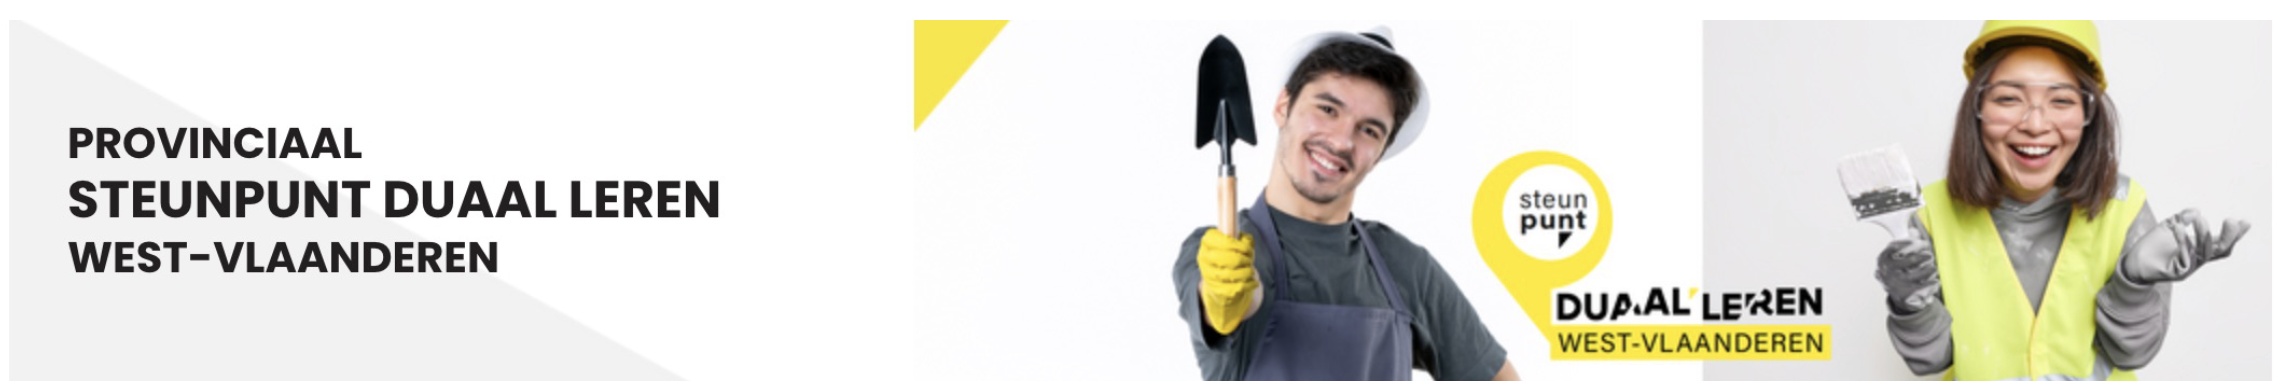 PROVINCIAAL
STEUNPUNT DUAAL LEREN
WEST-VLAANDEREN
steun
punt
DUAAL LEREN
WEST-VLAANDEREN